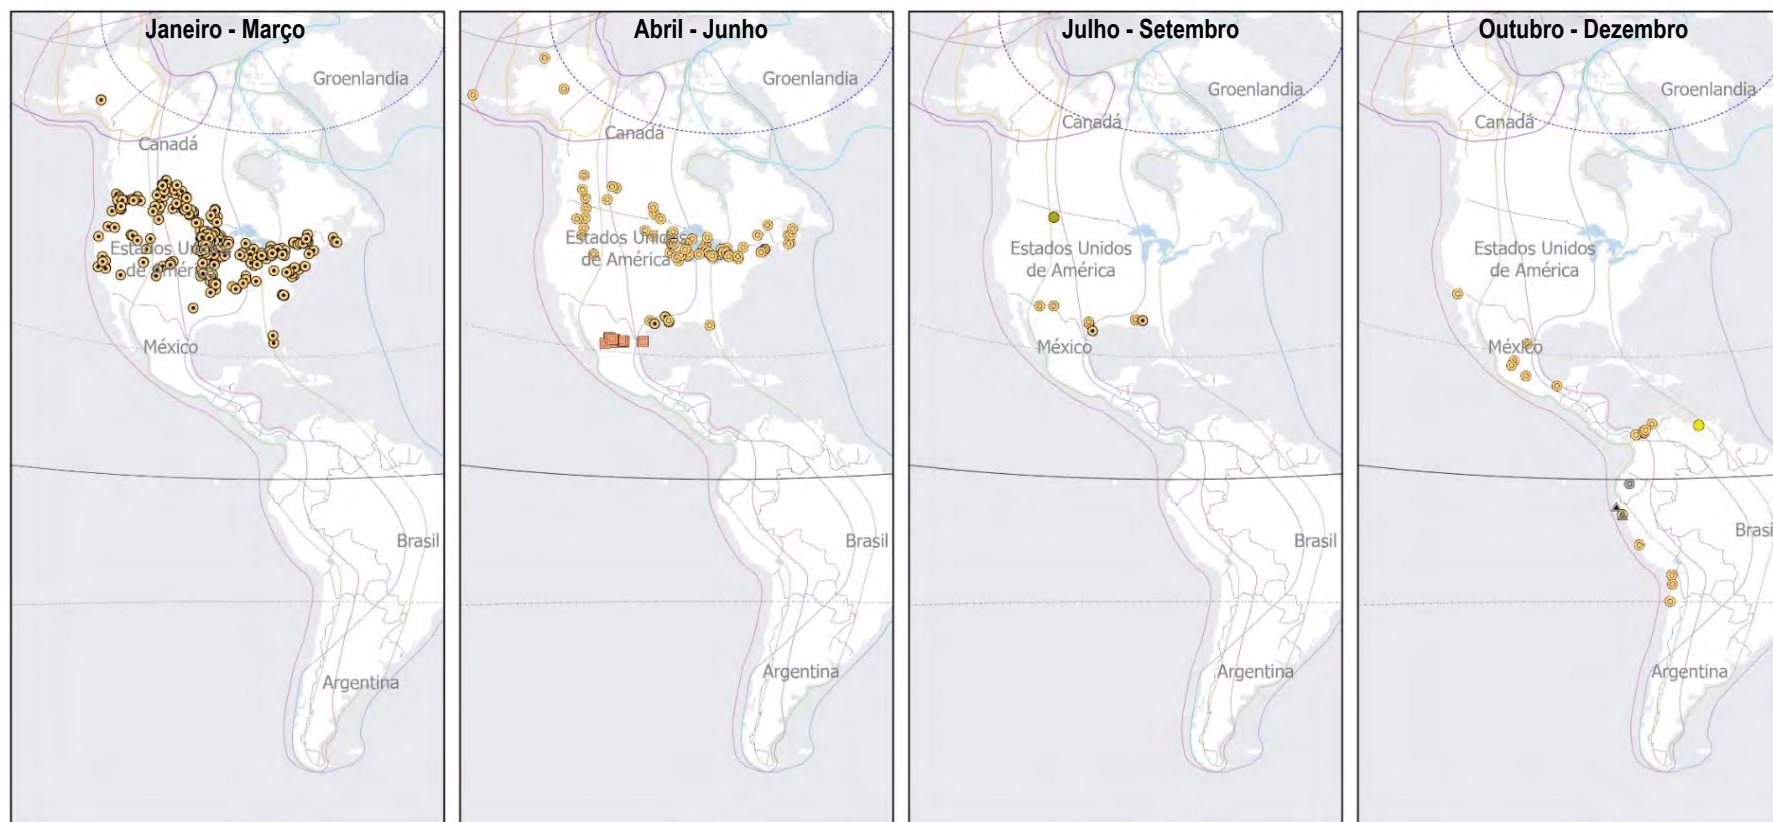 Janeiro - Março
Groenlandia
Canadá
Estados Unidos
de América
México
Brasil
Argentina
Abril - Junho
Groenlandia
Canadá
Estados Unidos
de América
Brasil
Argentina
Julho - Setembro
Groenlandia
Canadá
Estados Unidos
de América
México
Brasil
Argentina
Outubro - Dezembro
Groenlandia
Canadá
Estados Unidos
de América
México
Brasil
Argentina